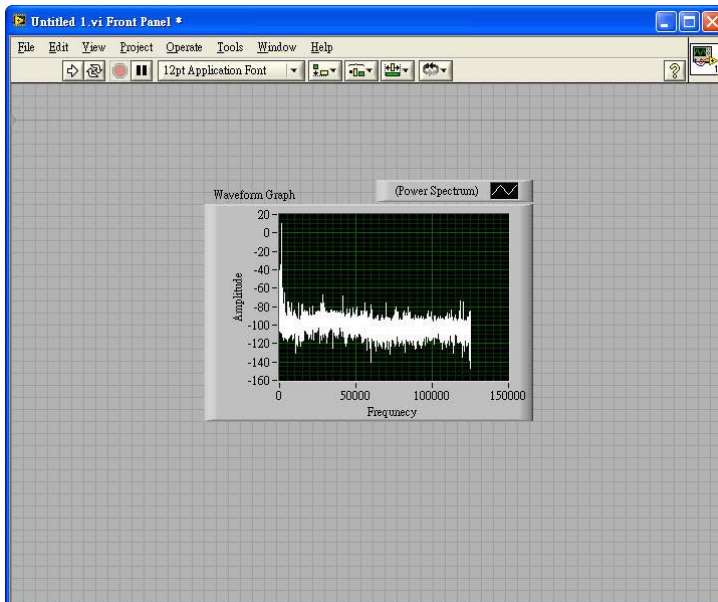 Untitled 1.vi Front Panel *
File Edit View Project Operate Tools Window Help
12pt Application Font
?
1
Waveform Graph
(Power Spectrum)
20
0
-20
-40
-60
-80
-100
-120
-140
-160
Amplitude
0 50000 100000 150000
Frequnecy